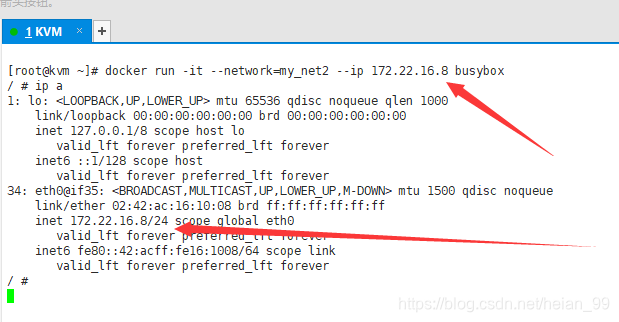 箭头按钮。
1 KVM × +
[root@kvm ~]# docker run -it --network=my_net2 --ip 172.22.16.8 busybox
/ # ip a
1: lo: <LOOPBACK,UP,LOWER_UP> mtu 65536 qdisc noqueue qlen 1000
    link/loopback 00:00:00:00:00:00 brd 00:00:00:00:00:00
    inet 127.0.0.1/8 scope host lo
       valid_lft forever preferred_lft forever
    inet6 ::1/128 scope host
       valid_lft forever preferred_lft forever
34: eth0@if35: <BROADCAST,MULTICAST,UP,LOWER_UP,M-DOWN> mtu 1500 qdisc noqueue
    link/ether 02:42:ac:16:10:08 brd ff:ff:ff:ff:ff:ff
    inet 172.22.16.8/24 scope global eth0
       valid_lft forever preferred_lft forever
    inet6 fe80::42:acff:fe16:1008/64 scope link
       valid_lft forever preferred_lft forever
/ #
https://blog.csdn.net/heian_99